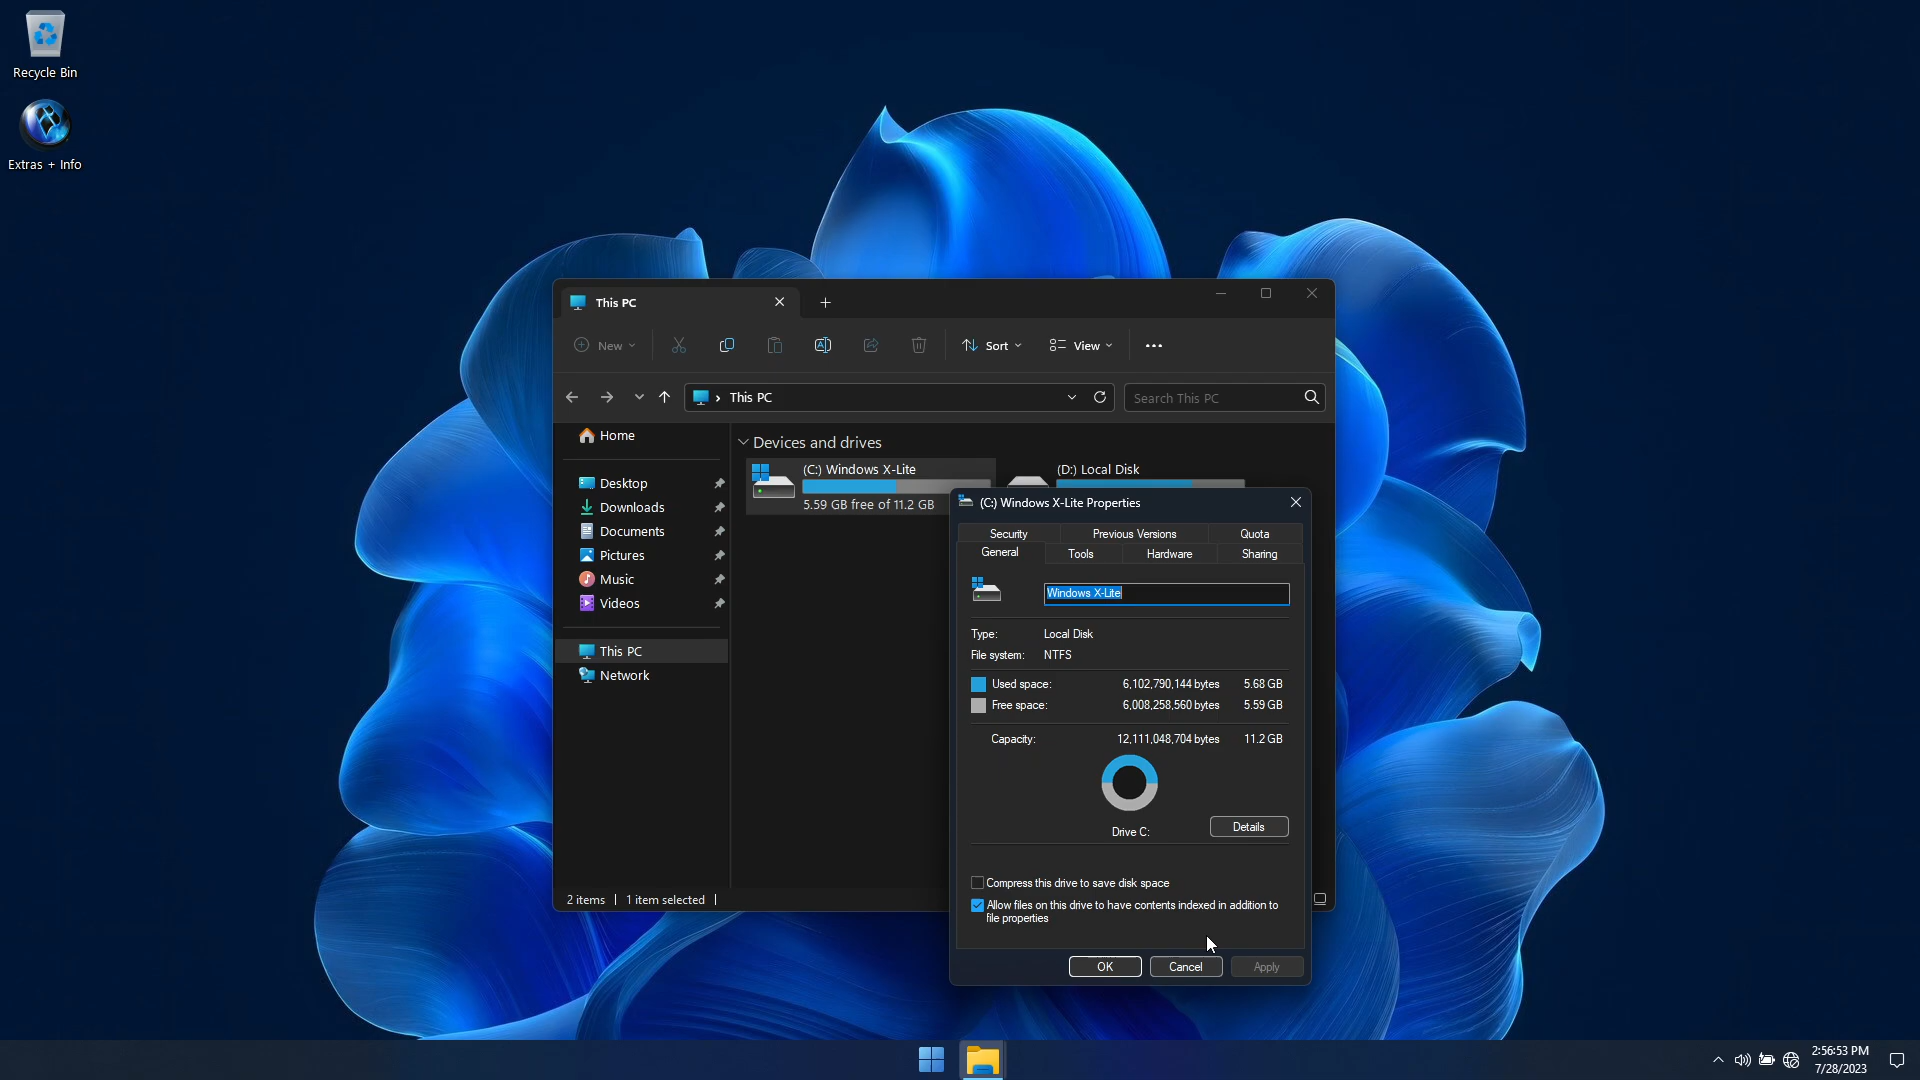 Recycle Bin
Extras + Info
This PC
New
Sort
View
This PC
Search This PC
Home
Desktop
Downloads
Documents
Pictures
Music
Videos
This PC
Network
Devices and drives
(C:) Windows X-Lite
5.59 GB free of 11.2 GB
(D:) Local Disk
2 items
1 item selected
(C:) Windows X-Lite Properties
Security Previous Versions Quota
General Tools Hardware Sharing
Windows X-Lite
Type: Local Disk
File system: NTFS
Used space: 6,102,790,144 bytes 5.68 GB
Free space: 6,008,258,560 bytes 5.59 GB
Capacity: 12,111,048,704 bytes 11.2 GB
Drive C:
Details
Compress this drive to save disk space
Allow files on this drive to have contents indexed in addition to
file properties
OK Cancel Apply
2:56:53 PM
7/28/2023